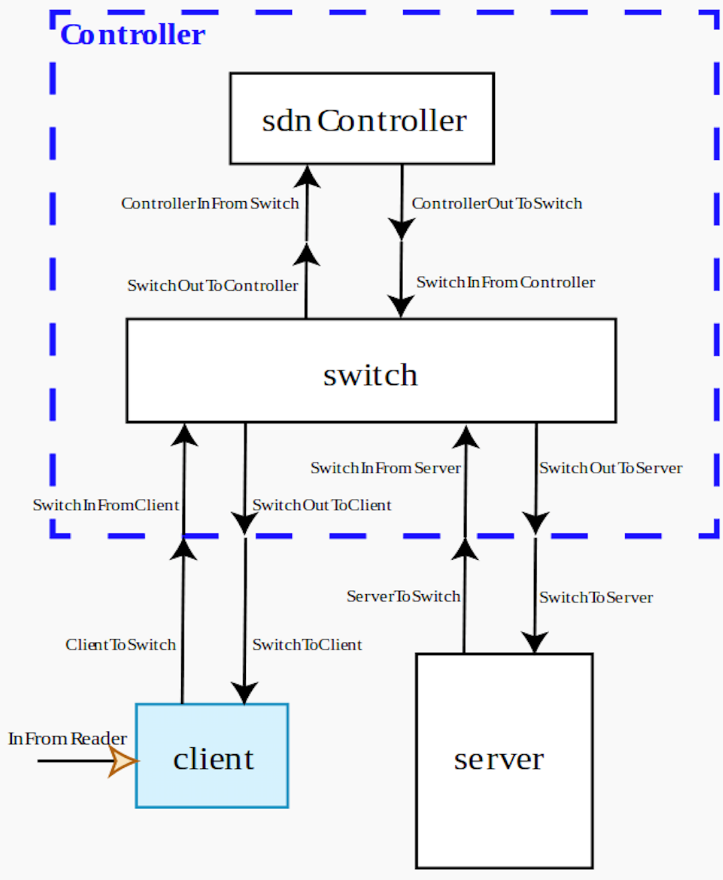 Controller
sdnController
ControllerInFromSwitch
ControllerOutToSwitch
SwitchOutToController
SwitchInFromController
switch
SwitchInFromServer
SwitchOutToServer
SwitchInFromClient
SwitchOutToClient
ServerToSwitch
SwitchToServer
ClientToSwitch
SwitchToClient
InFromReader
client
server